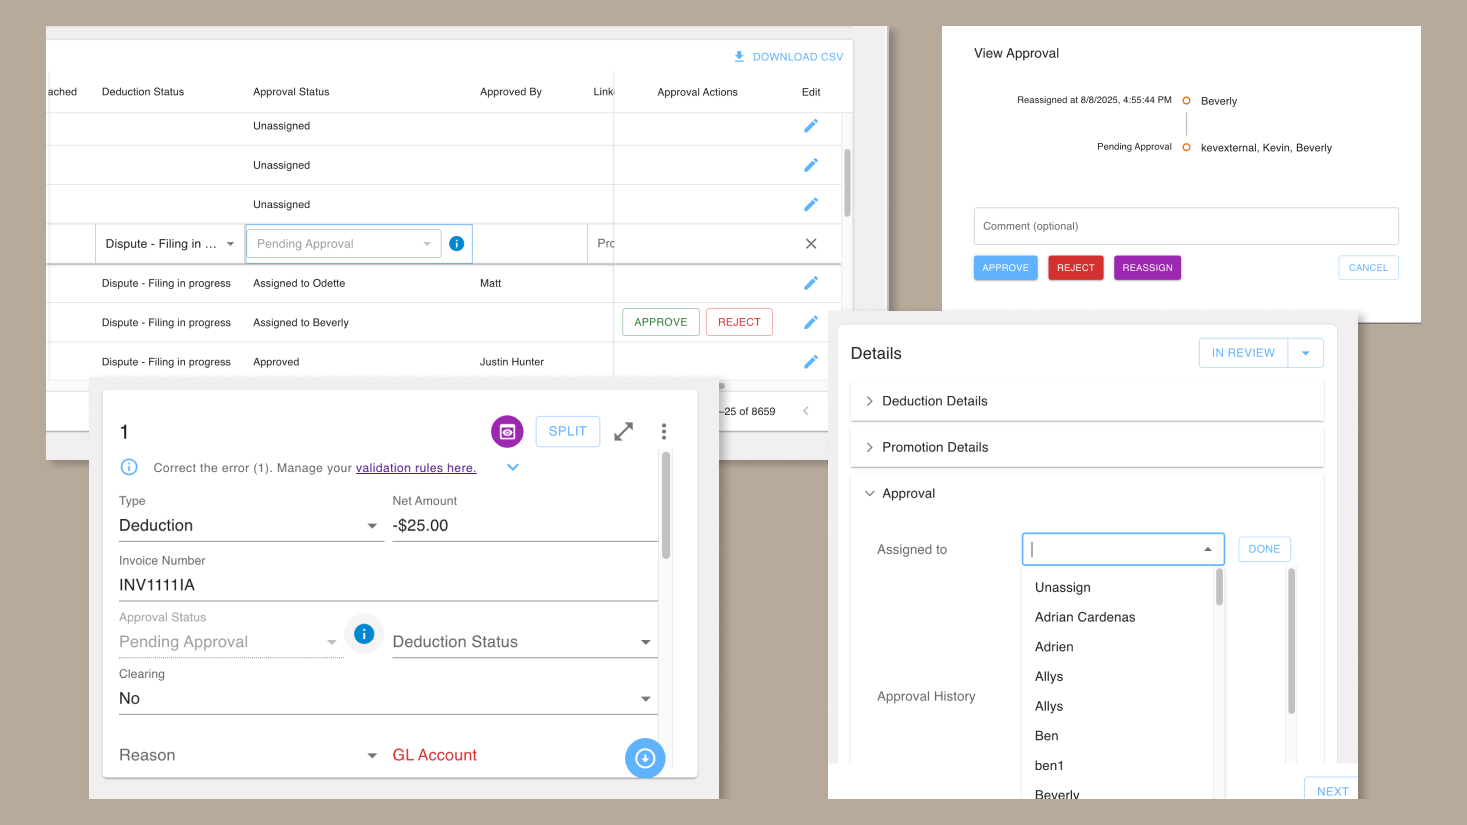 DOWNLOAD CSV
ached Deduction Status Approval Status Approved By Link Approval Actions Edit
Unassigned
Unassigned
Unassigned
Dispute - Filing in ... Pending Approval Pro
Dispute - Filing in progress Assigned to Odette Matt
Dispute - Filing in progress Assigned to Beverly APPROVE REJECT
Dispute - Filing in progress Approved Justin Hunter
–25 of 8659
View Approval
Reassigned at 8/8/2025, 4:55:44 PM Beverly
Pending Approval kevexternal, Kevin, Beverly
Comment (optional)
APPROVE REJECT REASSIGN CANCEL
1 SPLIT
Correct the error (1). Manage your validation rules here.
Type Net Amount
Deduction -$25.00
Invoice Number
INV1111IA
Approval Status
Pending Approval Deduction Status
Clearing
No
Reason GL Account
Details IN REVIEW
Deduction Details
Promotion Details
Approval
Assigned to DONE
Unassign
Adrian Cardenas
Adrien
Allys
Approval History
Allys
Ben
ben1
Beverly
NEXT